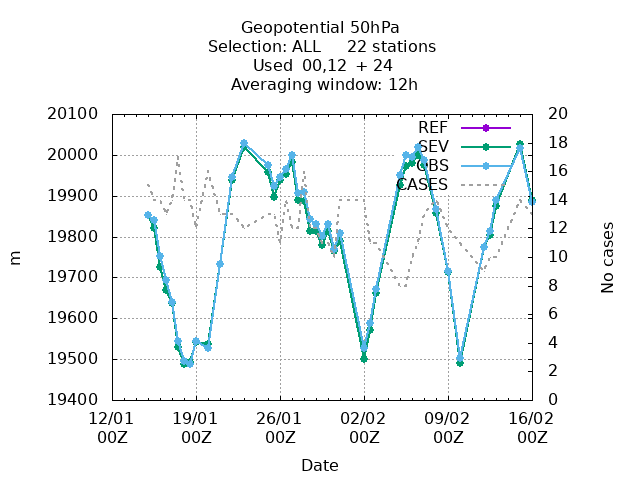 Geopotential 50hPa
Selection: ALL 22 stations
Used 00,12 + 24
Averaging window: 12h
20100
20000
19900
19800
19700
19600
19500
19400
m
20
18
16
14
12
10
8
6
4
2
0
No cases
REF
SEV
OBS
CASES
12/01 19/01 26/01 02/02 09/02 16/02
00Z 00Z 00Z 00Z 00Z 00Z
Date